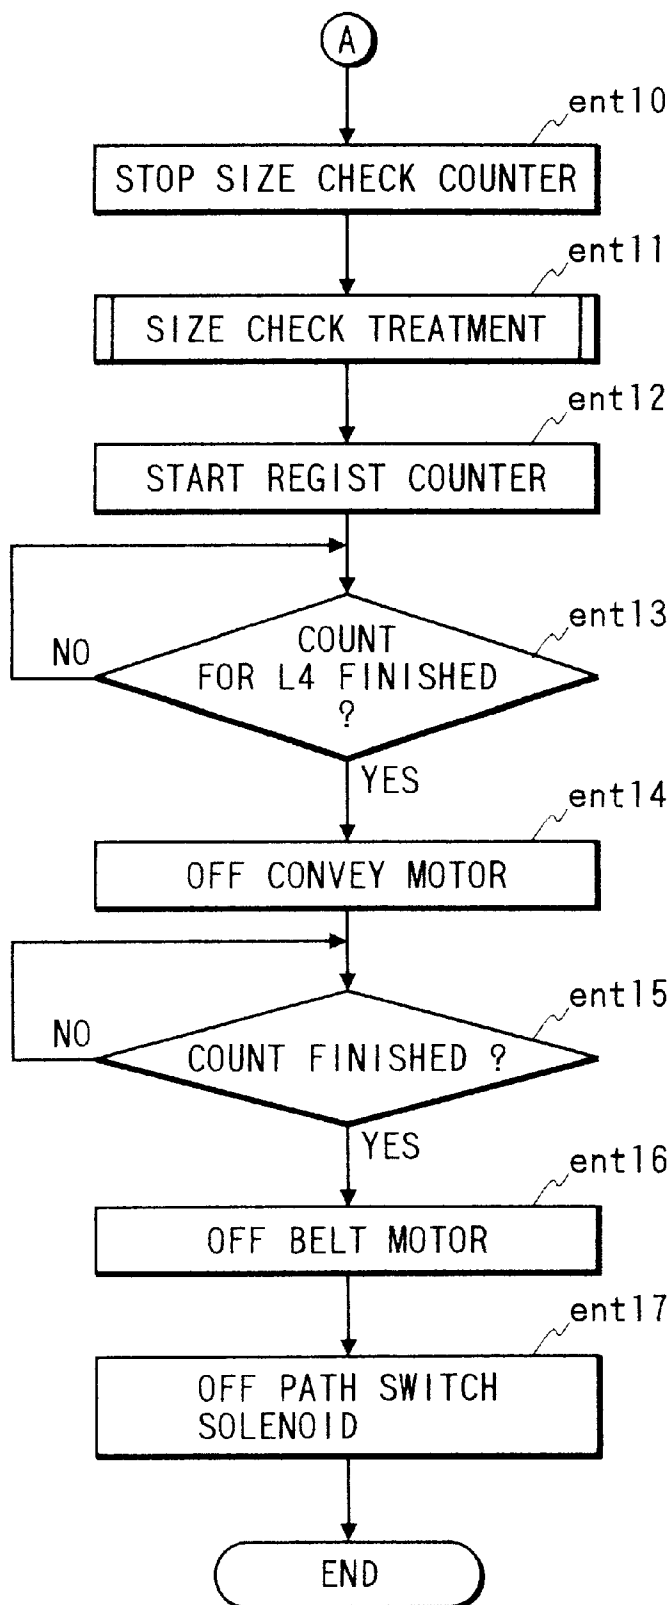 A
ent10
STOP SIZE CHECK COUNTER
ent11
SIZE CHECK TREATMENT
ent12
START REGIST COUNTER
ent13
COUNT
FOR L4 FINISHED
?
NO
YES
ent14
OFF CONVEY MOTOR
ent15
COUNT FINISHED ?
NO
YES
ent16
OFF BELT MOTOR
ent17
OFF PATH SWITCH
SOLENOID
END